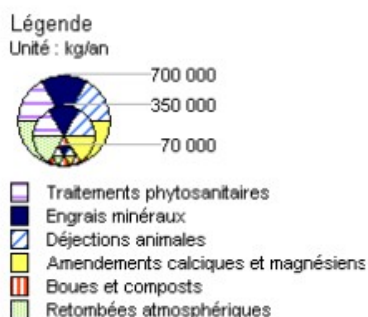 Légende
Unité : kg/an
700 000
350 000
70 000
Traitements phytosanitaires
Engrais minéraux
Déjections animales
Amendements calciques et magnésiens
Boues et composts
Retombées atmosphériques